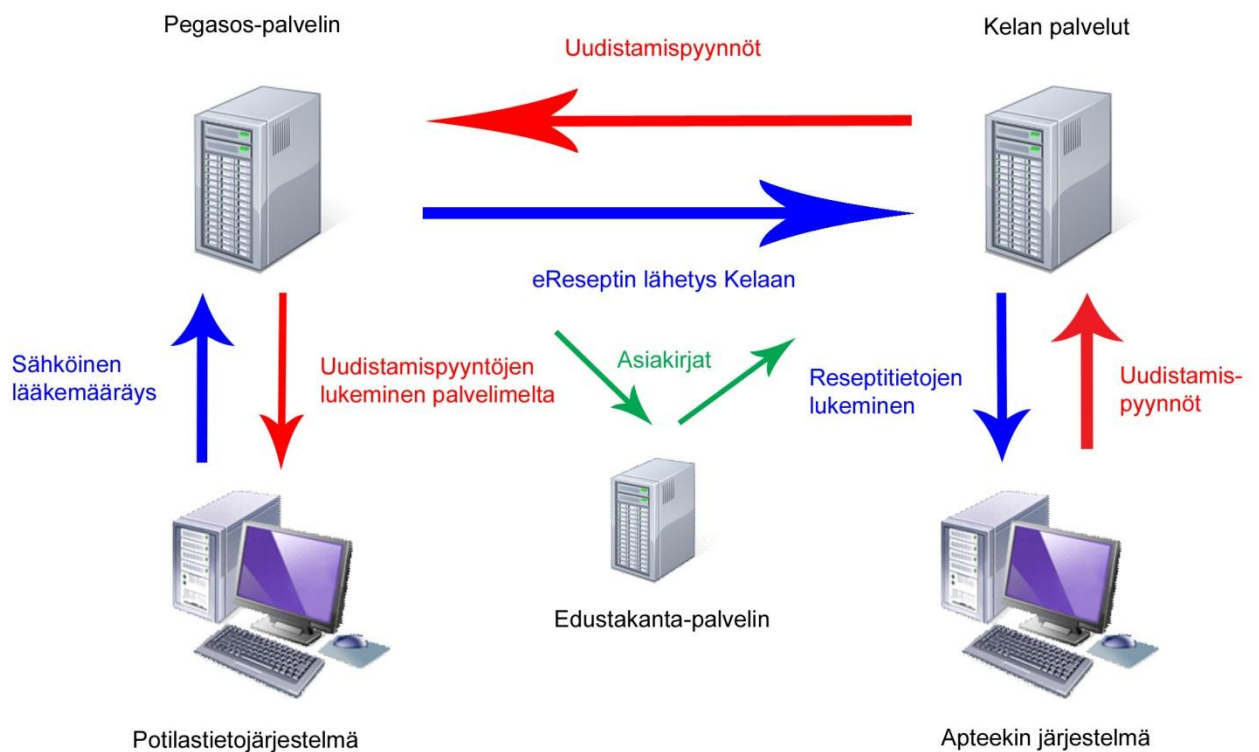 Pegasos-palvelin
Kelan palvelut
Uudistamispyynnöt
eReseptin lähetys Kelaan
Sähköinen
lääkemääräys
Uudistamispyyntöjen
lukeminen palvelimelta
Asiakirjat
Reseptitietojen
lukeminen
Uudistamis-
pyynnöt
Edustakanta-palvelin
Potilastietojärjestelmä
Apteekin järjestelmä